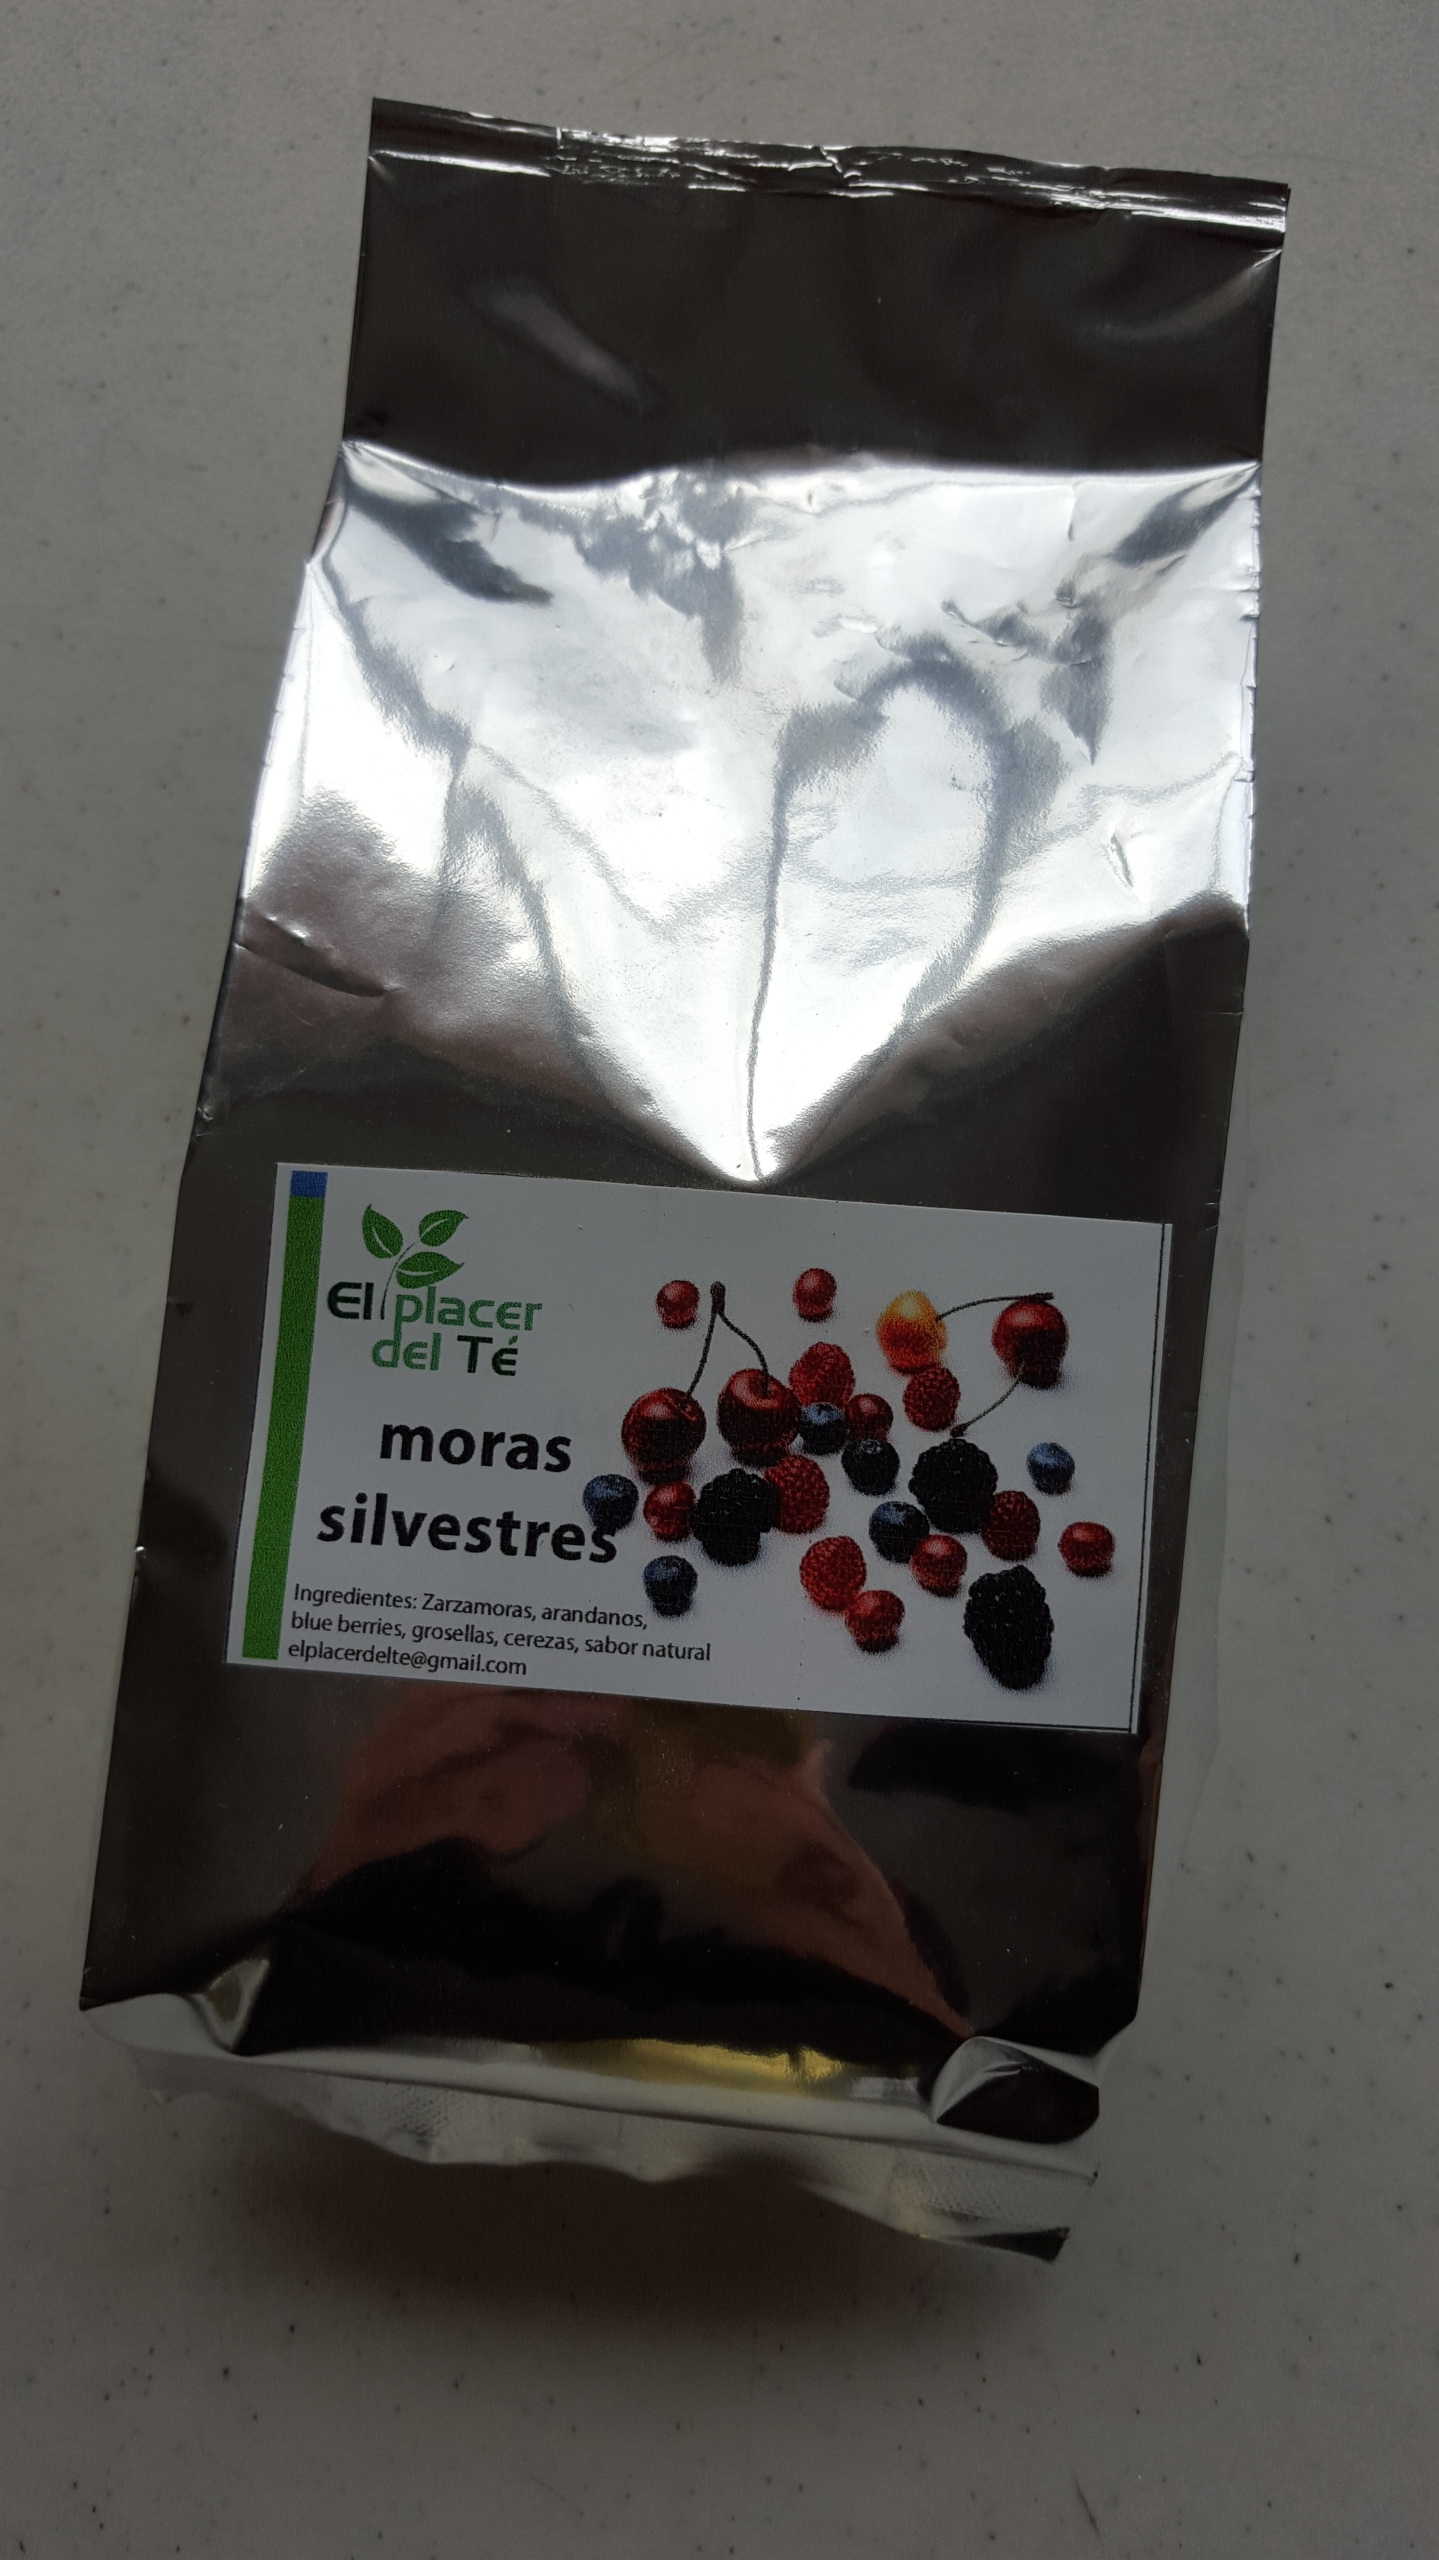 El placer
del Té
moras
silvestres
Ingredientes: Zarzamoras, arandanos,
blue berries, grosellas, cerezas, sabor natural
elplacerdelte@gmail.com